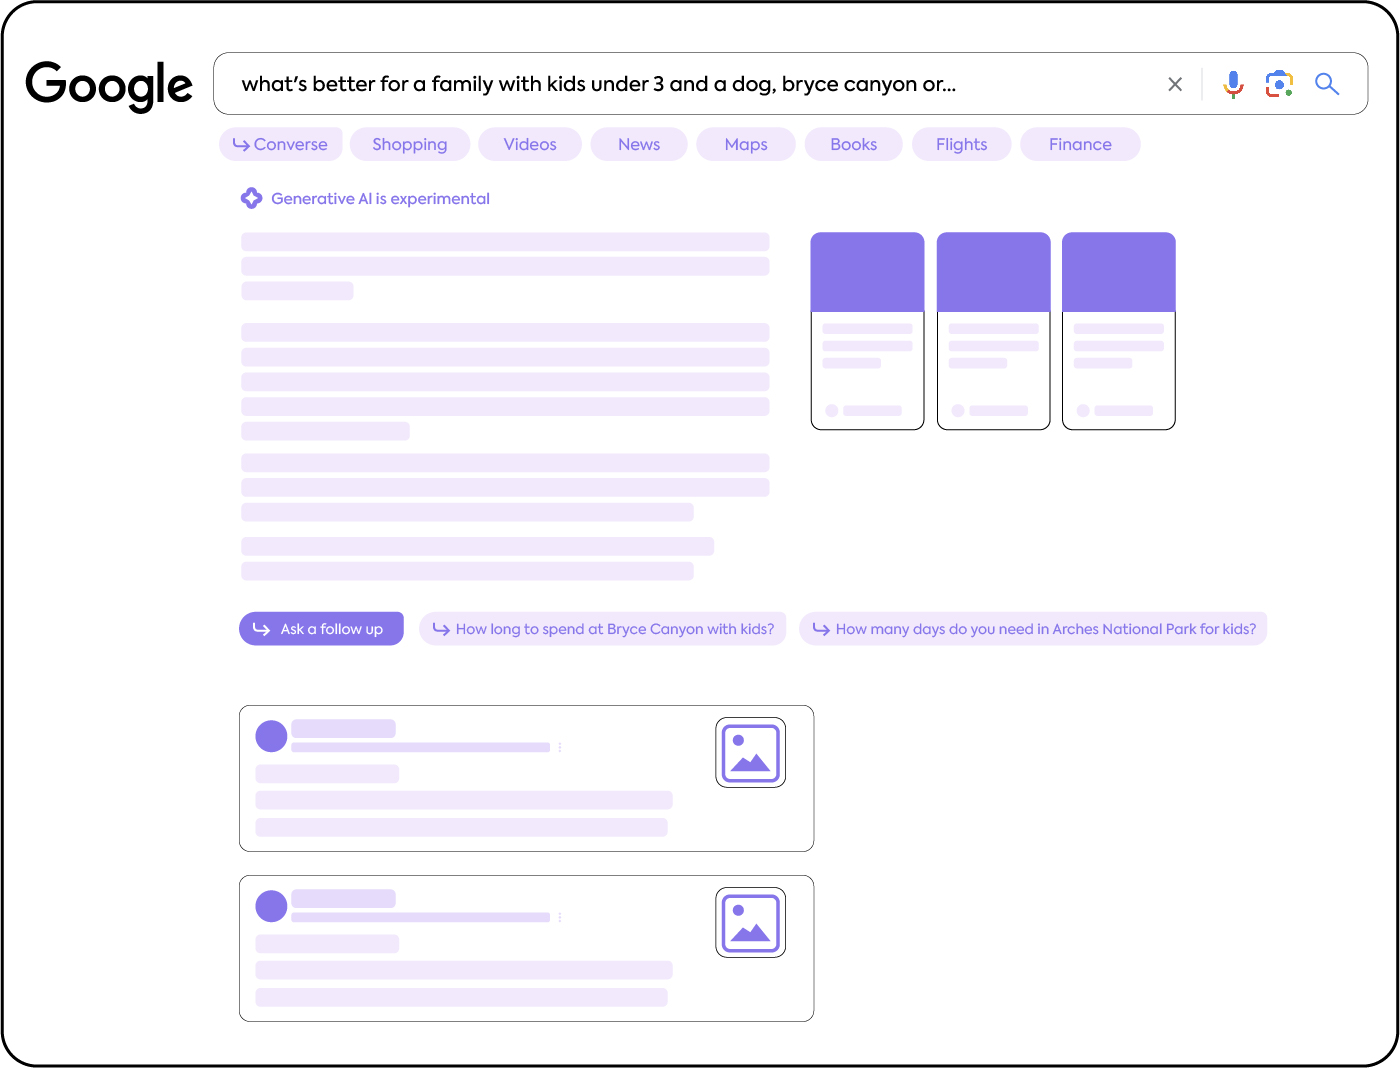 Google
what's better for a family with kids under 3 and a dog, bryce canyon or...
Converse Shopping Videos News Maps Books Flights Finance
Generative AI is experimental
Ask a follow up How long to spend at Bryce Canyon with kids? How many days do you need in Arches National Park for kids?